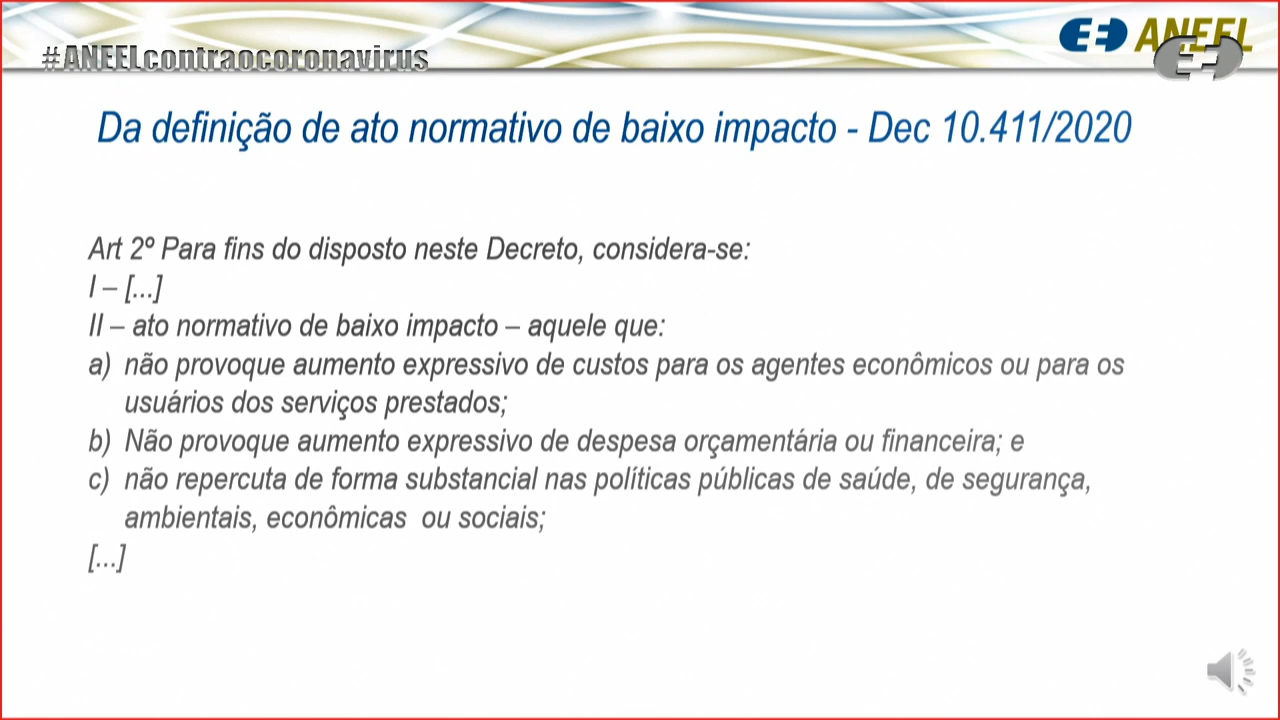 #ANEELcontraocoronavirus
ANEEL
Da definição de ato normativo de baixo impacto - Dec 10.411/2020
Art 2º Para fins do disposto neste Decreto, considera-se:
I – [...]
II – ato normativo de baixo impacto – aquele que:
a) não provoque aumento expressivo de custos para os agentes econômicos ou para os
usuários dos serviços prestados;
b) Não provoque aumento expressivo de despesa orçamentária ou financeira; e
c) não repercuta de forma substancial nas políticas públicas de saúde, de segurança,
ambientais, econômicas ou sociais;
[...]